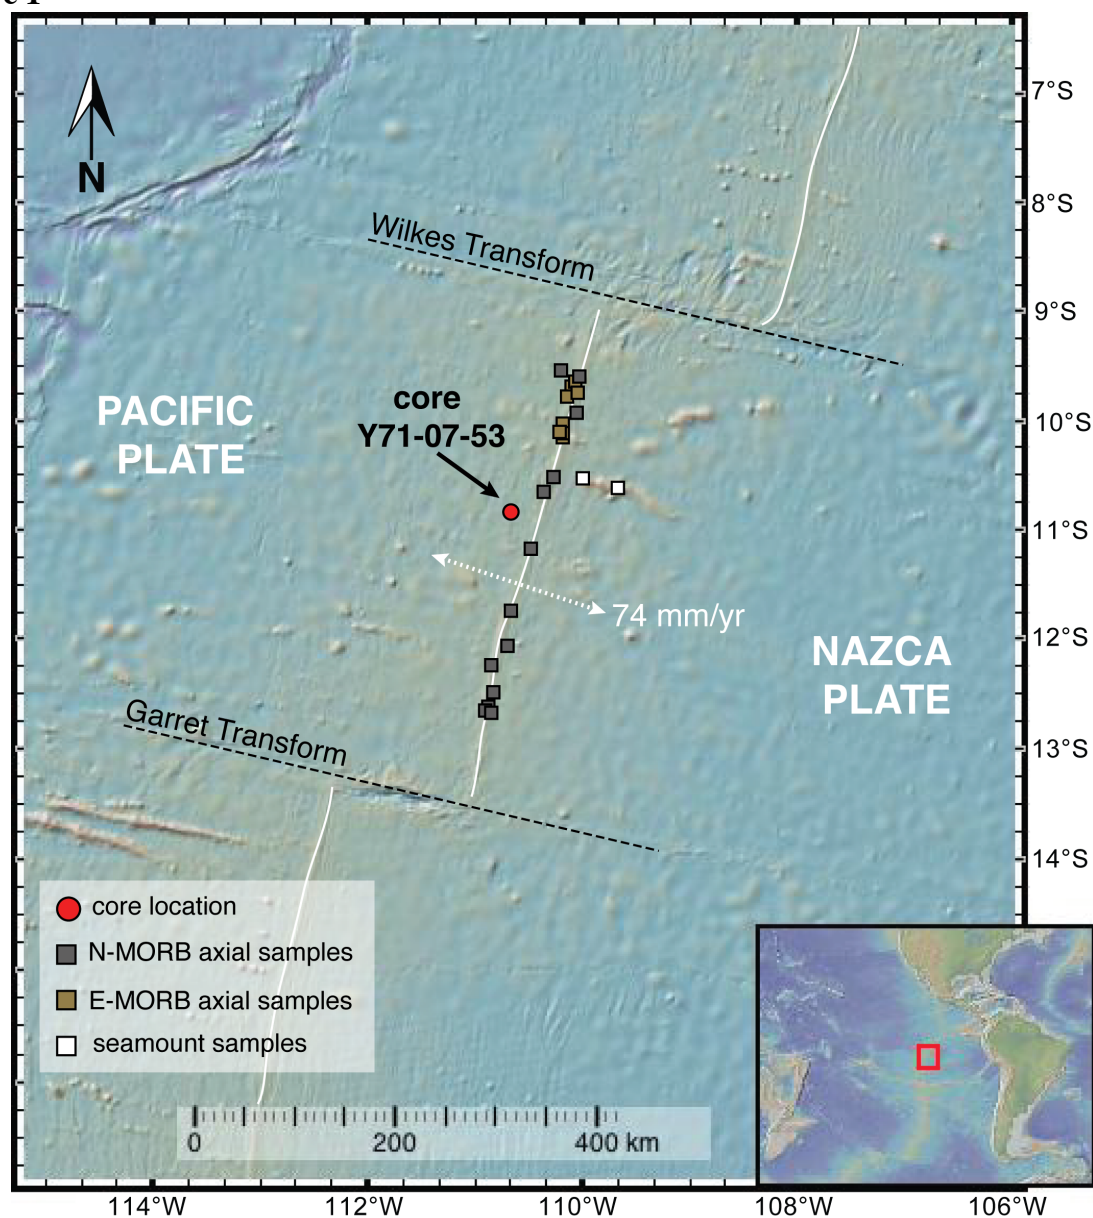 N
7°S
8°S
9°S
10°S
11°S
12°S
13°S
14°S
Wilkes Transform
PACIFIC
PLATE
core
Y71-07-53
74 mm/yr
NAZCA
PLATE
Garret Transform
core location
N-MORB axial samples
E-MORB axial samples
seamount samples
0 200 400 km
114°W 112°W 110°W 108°W 106°W